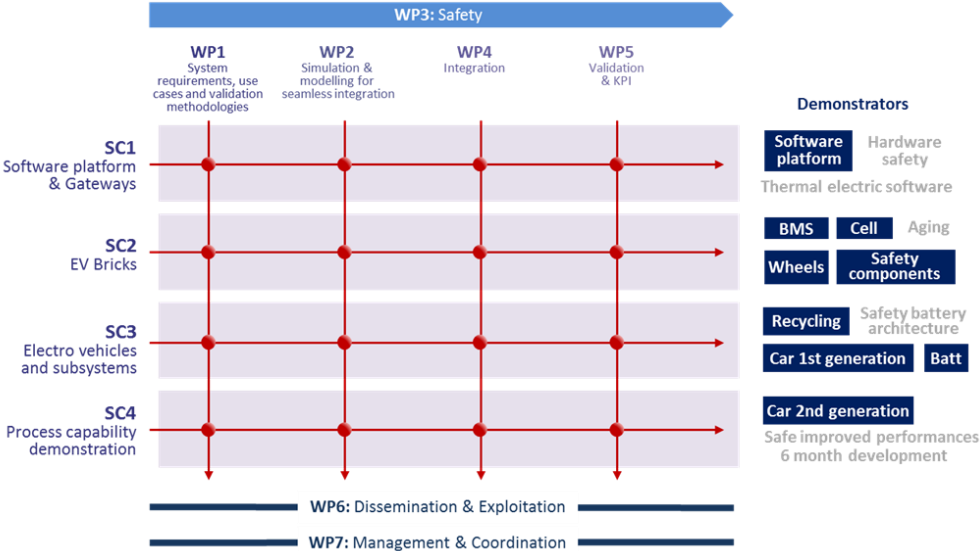 WP3: Safety
WP1
System
requirements, use
cases and validation
methodologies
WP2
Simulation &
modelling for
seamless integration
WP4
Integration
WP5
Validation
& KPI
Demonstrators
SC1
Software platform
& Gateways
Software
platform
Hardware
safety
Thermal electric software
SC2
EV Bricks
BMS
Cell
Aging
Wheels
Safety
components
SC3
Electro vehicles
and subsystems
Recycling
Safety battery
architecture
Car 1st generation
Batt
SC4
Process capability
demonstration
Car 2nd generation
Safe improved performances
6 month development
WP6: Dissemination & Exploitation
WP7: Management & Coordination